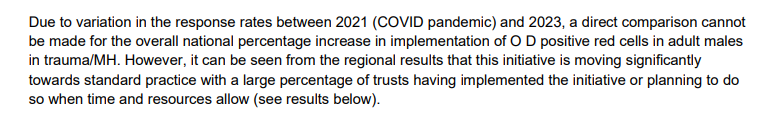 Due to variation in the response rates between 2021 (COVID pandemic) and 2023, a direct comparison cannot
be made for the overall national percentage increase in implementation of O D positive red cells in adult males
in trauma/MH. However, it can be seen from the regional results that this initiative is moving significantly
towards standard practice with a large percentage of trusts having implemented the initiative or planning to do
so when time and resources allow (see results below).